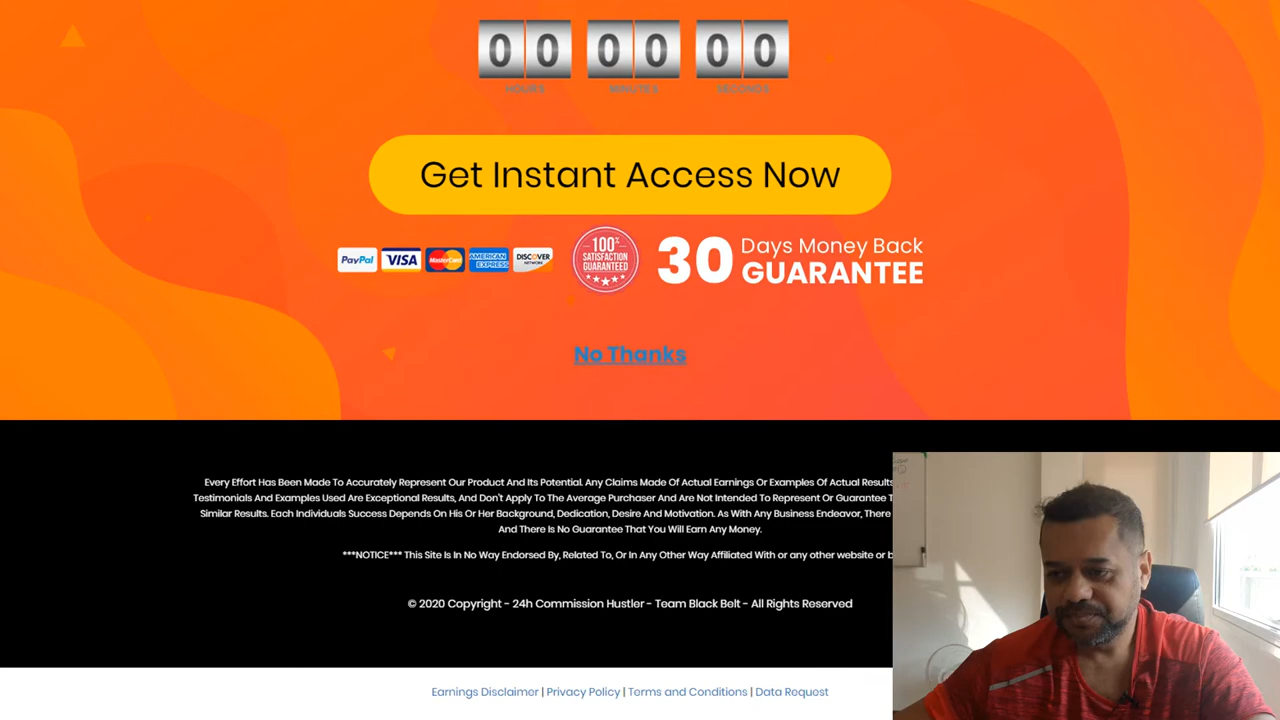 00 00 00
HOURS MINUTES SECONDS
Get Instant Access Now
PayPal VISA MasterCard AMERICAN EXPRESS DISCOVER NETWORK
100% SATISFACTION GUARANTEED
30 Days Money Back
GUARANTEE
No Thanks
Every Effort Has Been Made To Accurately Represent Our Product And Its Potential. Any Claims Made Of Actual Earnings Or Examples Of Actual Results
Testimonials And Examples Used Are Exceptional Results, And Don't Apply To The Average Purchaser And Are Not Intended To Represent Or Guarantee T
Similar Results. Each Individuals Success Depends On His Or Her Background, Dedication, Desire And Motivation. As With Any Business Endeavor, There
And There Is No Guarantee That You Will Earn Any Money.
***NOTICE*** This Site Is In No Way Endorsed By, Related To, Or In Any Other Way Affiliated With or any other website or b
© 2020 Copyright - 24h Commission Hustler - Team Black Belt - All Rights Reserved
Earnings Disclaimer | Privacy Policy | Terms and Conditions | Data Request